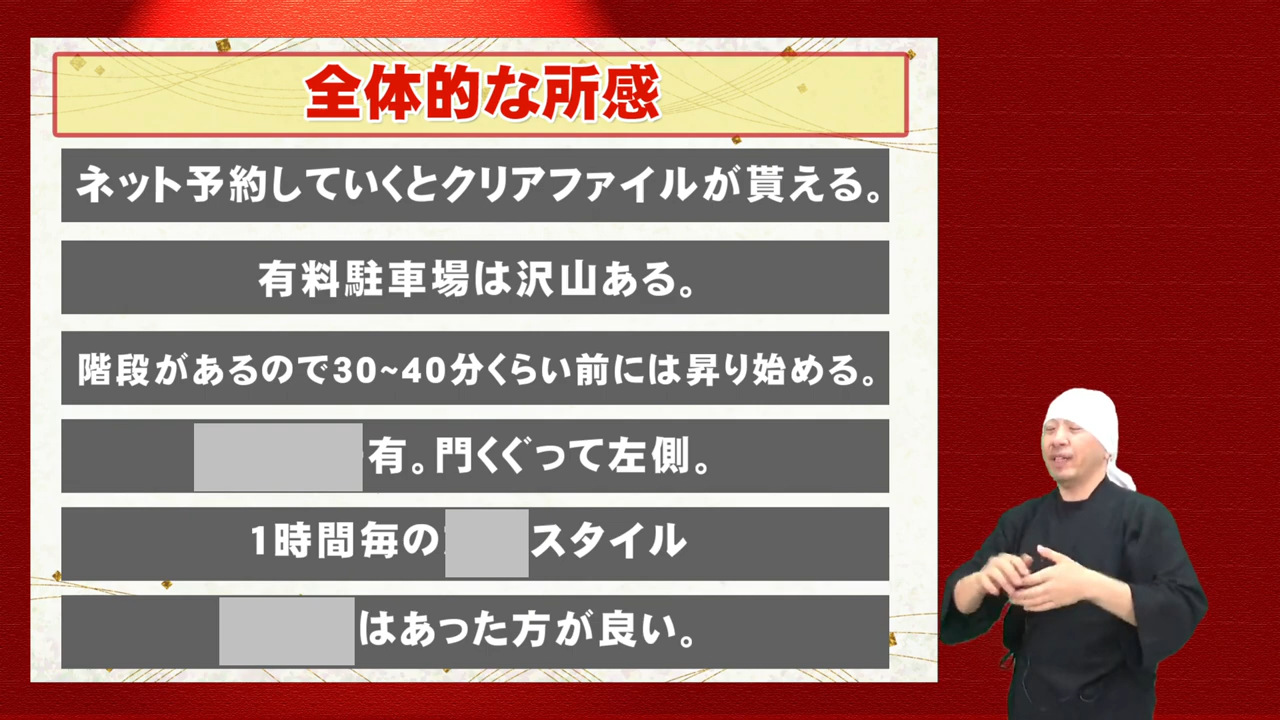 全体的な所感
ネット予約していくとクリアファイルが貰える。
有料駐車場は沢山ある。
階段があるので30~40分くらい前には昇り始める。
有。門くぐって左側。
1時間毎の
スタイル
はあった方が良い。